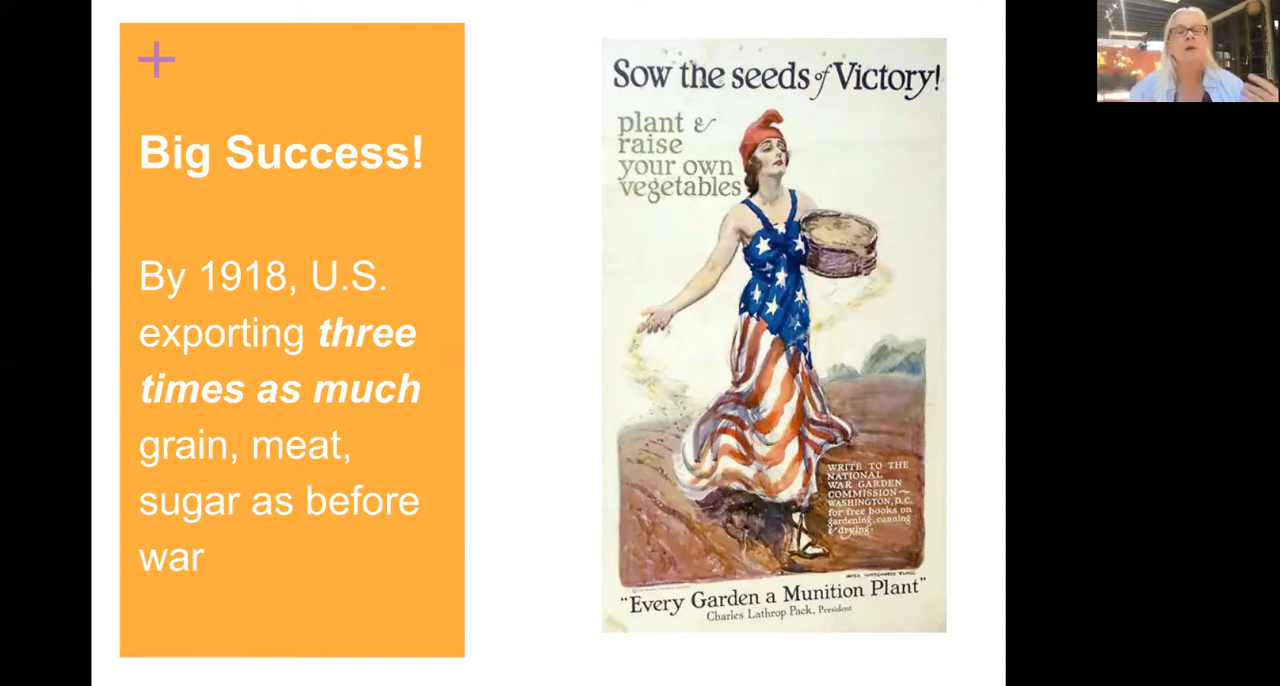 +
Big Success!
By 1918, U.S.
exporting three
times as much
grain, meat,
sugar as before
war
Sow the seeds of Victory!
plant &
raise
your own
vegetables
WRITE TO THE
NATIONAL
WAR GARDEN
COMMISSION ~
WASHINGTON, D.C.
for free books on
gardening, canning
& drying.
"Every Garden a Munition Plant"
Charles Lathrop Pack, President